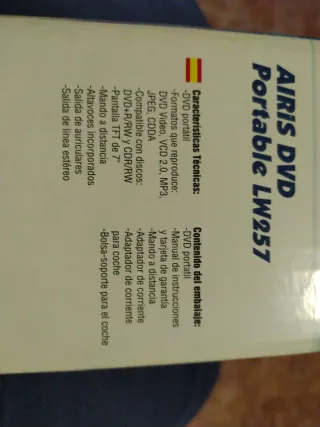 AIRiS DVD
Portable LW257
Características Técnicas:
-DVD portátil
-Formatos que reproduce:
DVD Video, VCD 2.0, MP3,
JPEG, CDDA
-Compatible con discos:
DVD+R/RW y CDR/RW
-Pantalla TFT de 7"
-Mando a distancia
-Altavoces incorporados
-Salida de auriculares
-Salida de linea estéreo
Contenido del embalaje:
-DVD portátil
-Manual de instrucciones
y tarjeta de garantía
-Mando a distancia
-Adaptador de corriente
-Adaptador de corriente
para coche
-Bolsa-soporte para el coche